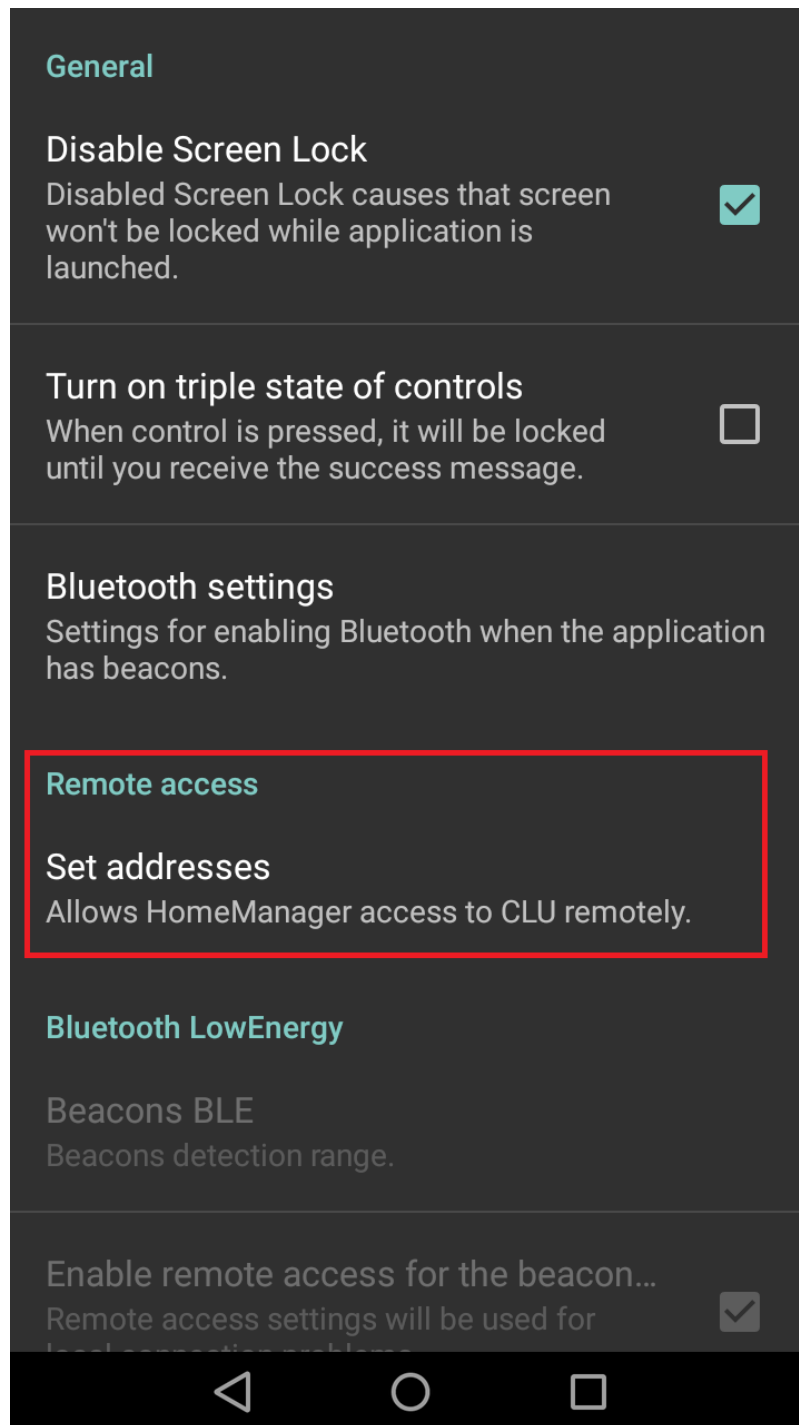 General
Disable Screen Lock
Disabled Screen Lock causes that screen
won't be locked while application is
launched.
Turn on triple state of controls
When control is pressed, it will be locked
until you receive the success message.
Bluetooth settings
Settings for enabling Bluetooth when the application
has beacons.
Remote access
Set addresses
Allows HomeManager access to CLU remotely.
Bluetooth LowEnergy
Beacons BLE
Beacons detection range.
Enable remote access for the beacon...
Remote access settings will be used for
local connection problems.